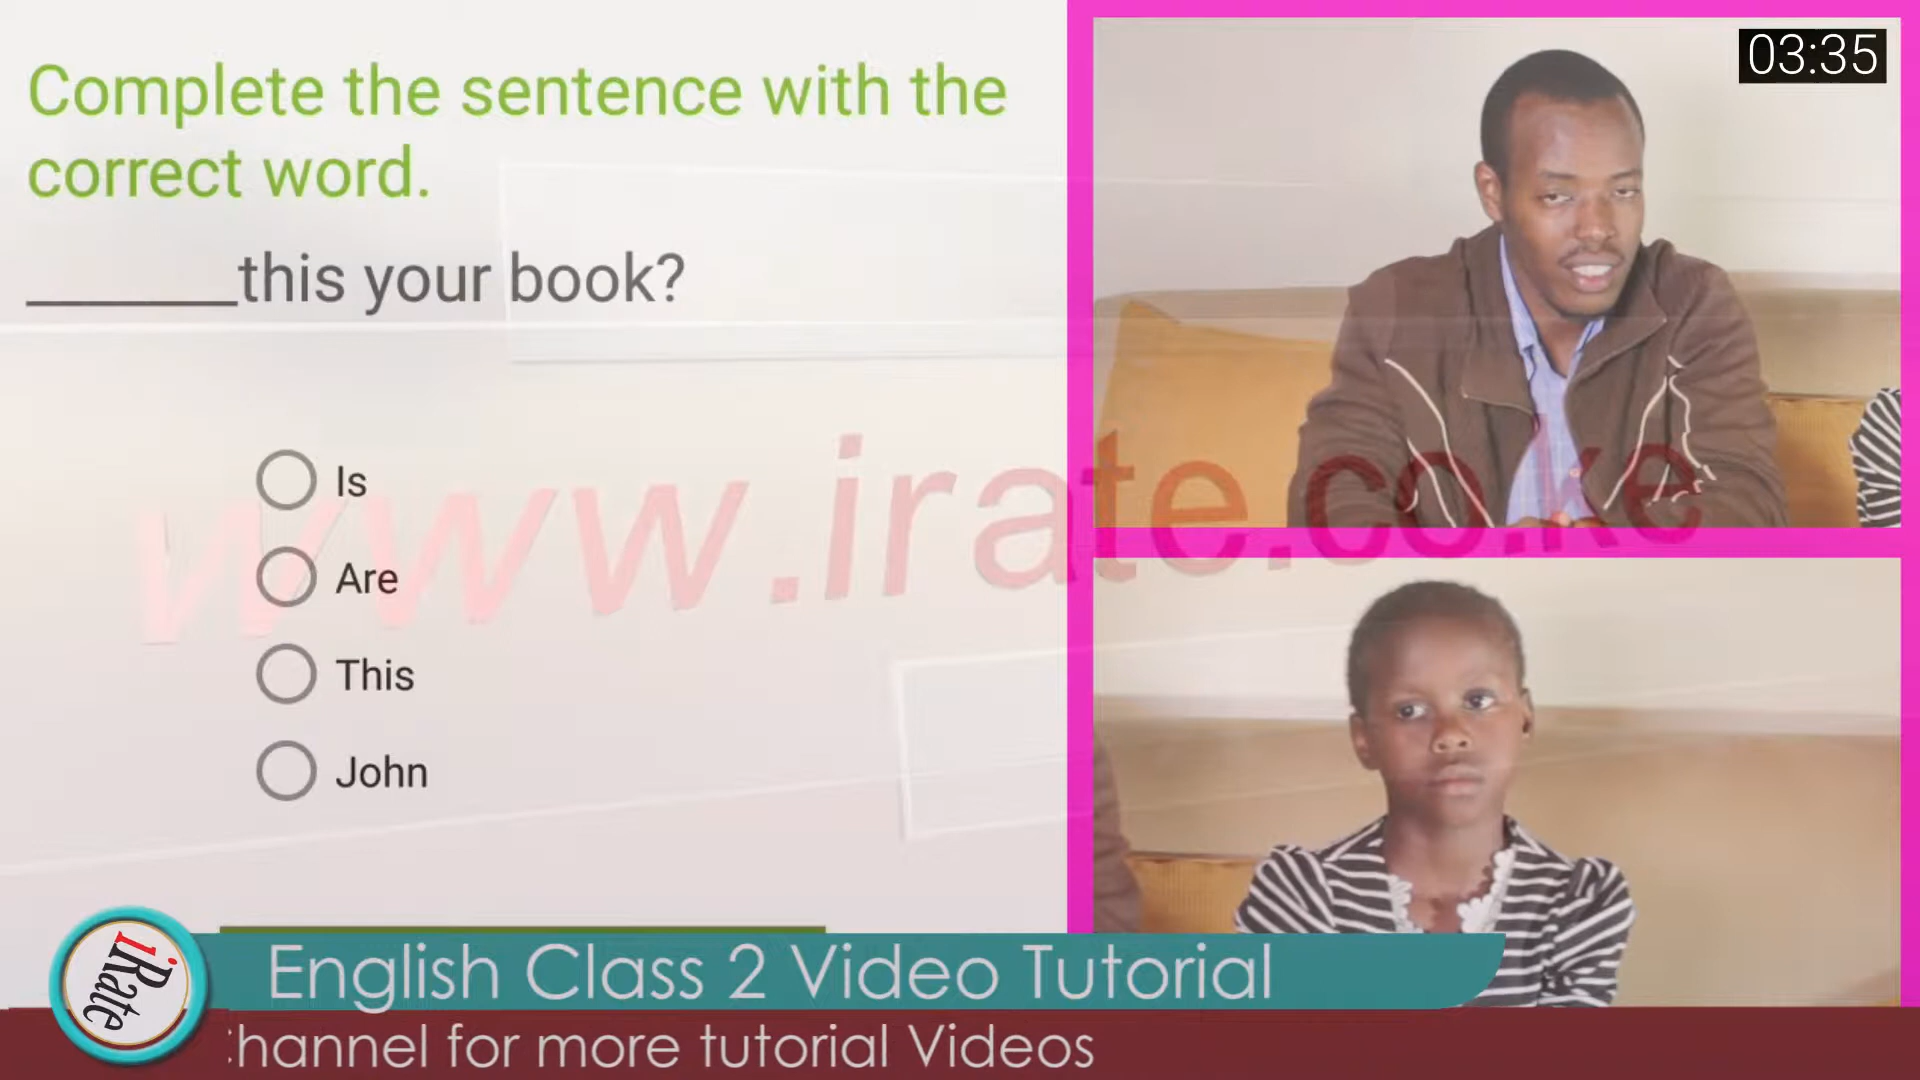 Complete the sentence with the
correct word.
_______this your book?
Is
Are
This
John
03:35
www.irate.co.ke
iRate
English Class 2 Video Tutorial
hannel for more tutorial Videos